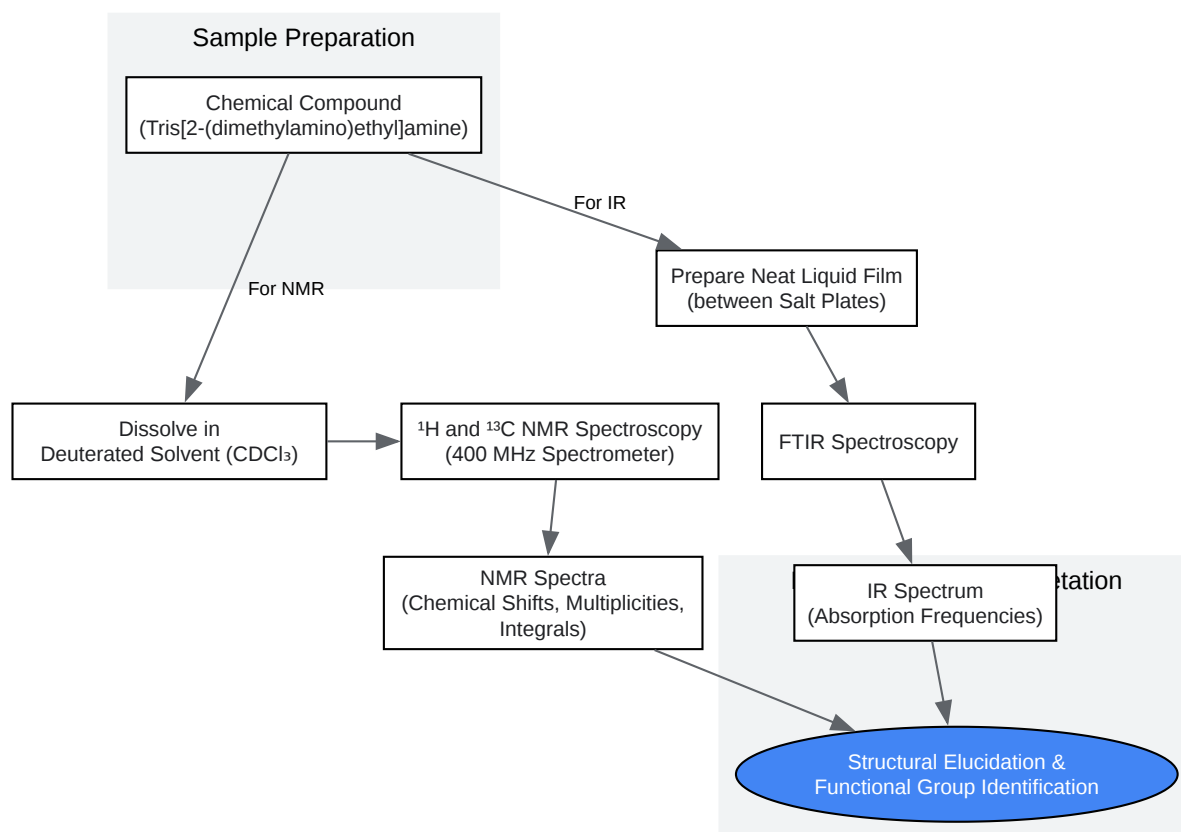 Sample Preparation
Chemical Compound
(Tris[2-(dimethylamino)ethyl]amine)
For IR
For NMR
Prepare Neat Liquid Film
(between Salt Plates)
Dissolve in
Deuterated Solvent (CDCl₃)
¹H and ¹³C NMR Spectroscopy
(400 MHz Spectrometer)
FTIR Spectroscopy
NMR Spectra
(Chemical Shifts, Multiplicities,
Integrals)
IR Spectrum
(Absorption Frequencies)
Structural Elucidation &
Functional Group Identification